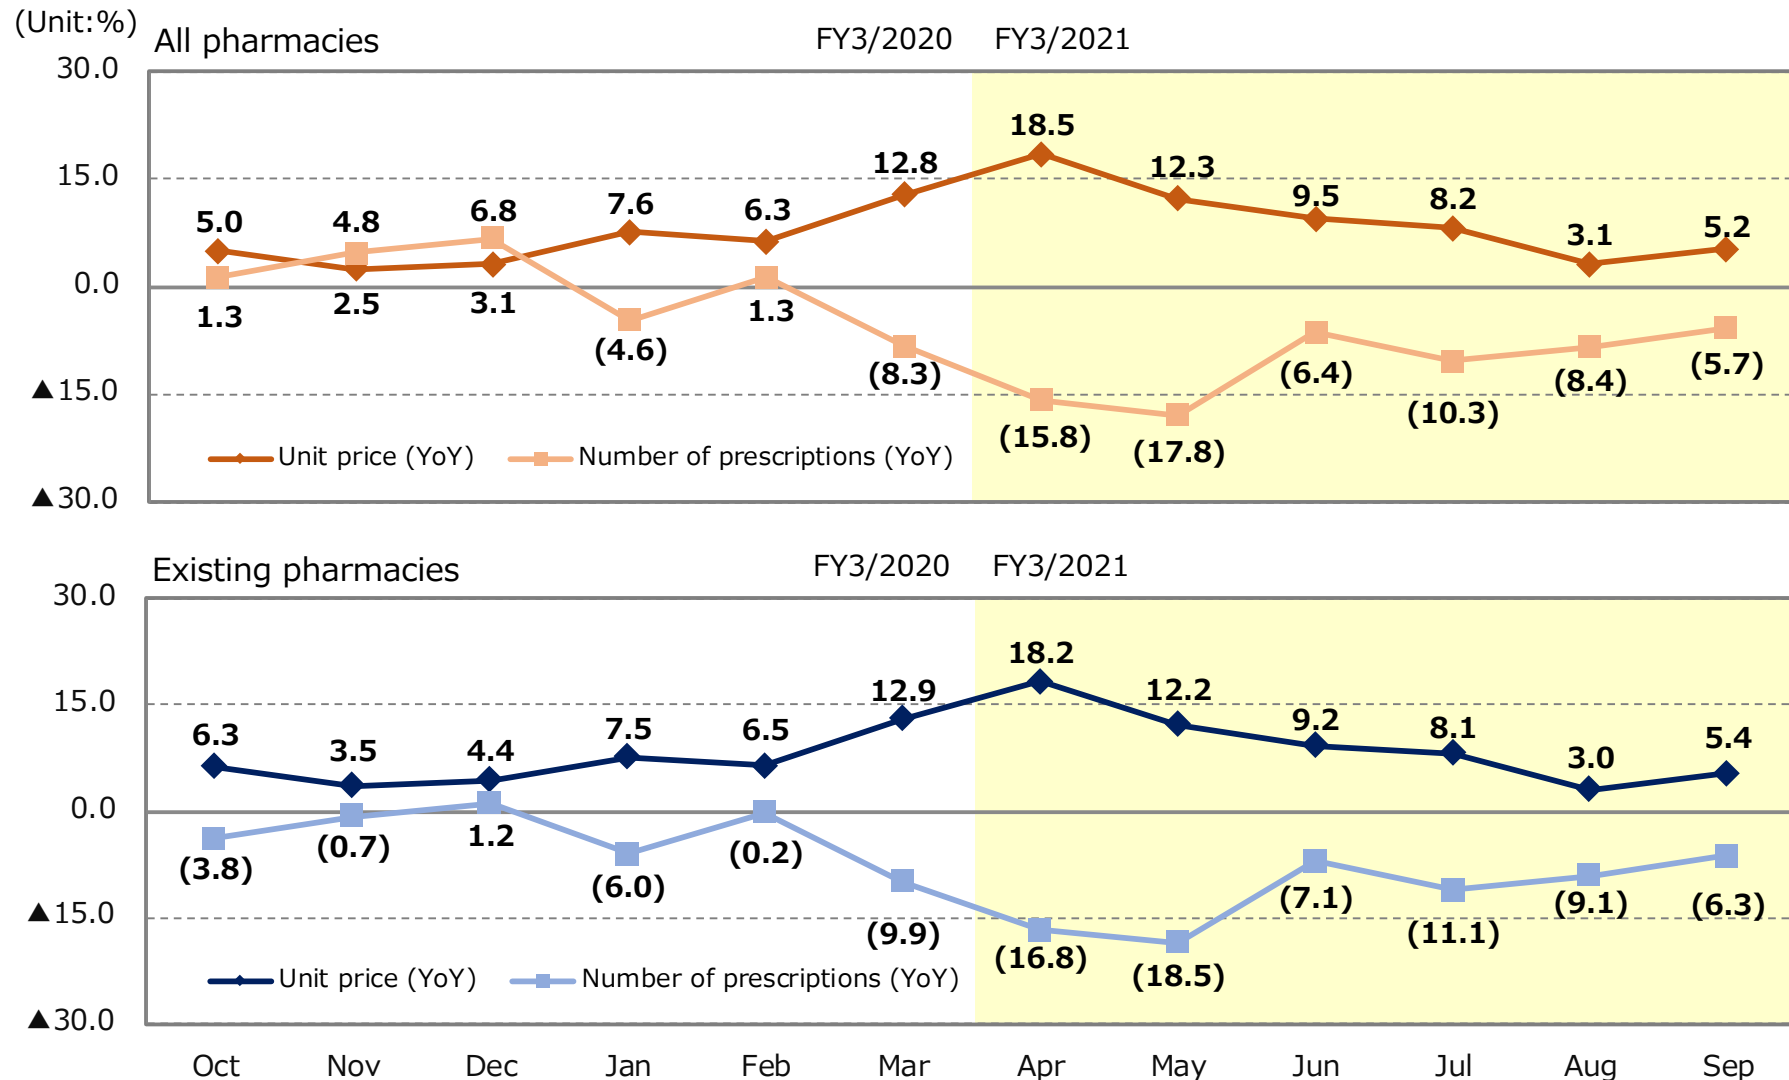 (Unit:%)
All pharmacies FY3/2020 FY3/2021
30.0
18.5
12.8 12.3
15.0
5.0 4.8 6.8 7.6 6.3 9.5 8.2 3.1 5.2
0.0
1.3 2.5 3.1 (4.6) 1.3 (8.3) (6.4) (10.3) (8.4) (5.7)
▲15.0
(15.8) (17.8)
Unit price (YoY) Number of prescriptions (YoY)
▲30.0
Existing pharmacies FY3/2020 FY3/2021
30.0
18.2
12.9 12.2
15.0
6.3 3.5 4.4 7.5 6.5 9.2 8.1 3.0 5.4
0.0
(3.8) (0.7) 1.2 (6.0) (0.2) (7.1) (9.1) (6.3)
▲15.0
(9.9) (16.8) (18.5) (11.1)
Unit price (YoY) Number of prescriptions (YoY)
▲30.0
Oct Nov Dec Jan Feb Mar Apr May Jun Jul Aug Sep